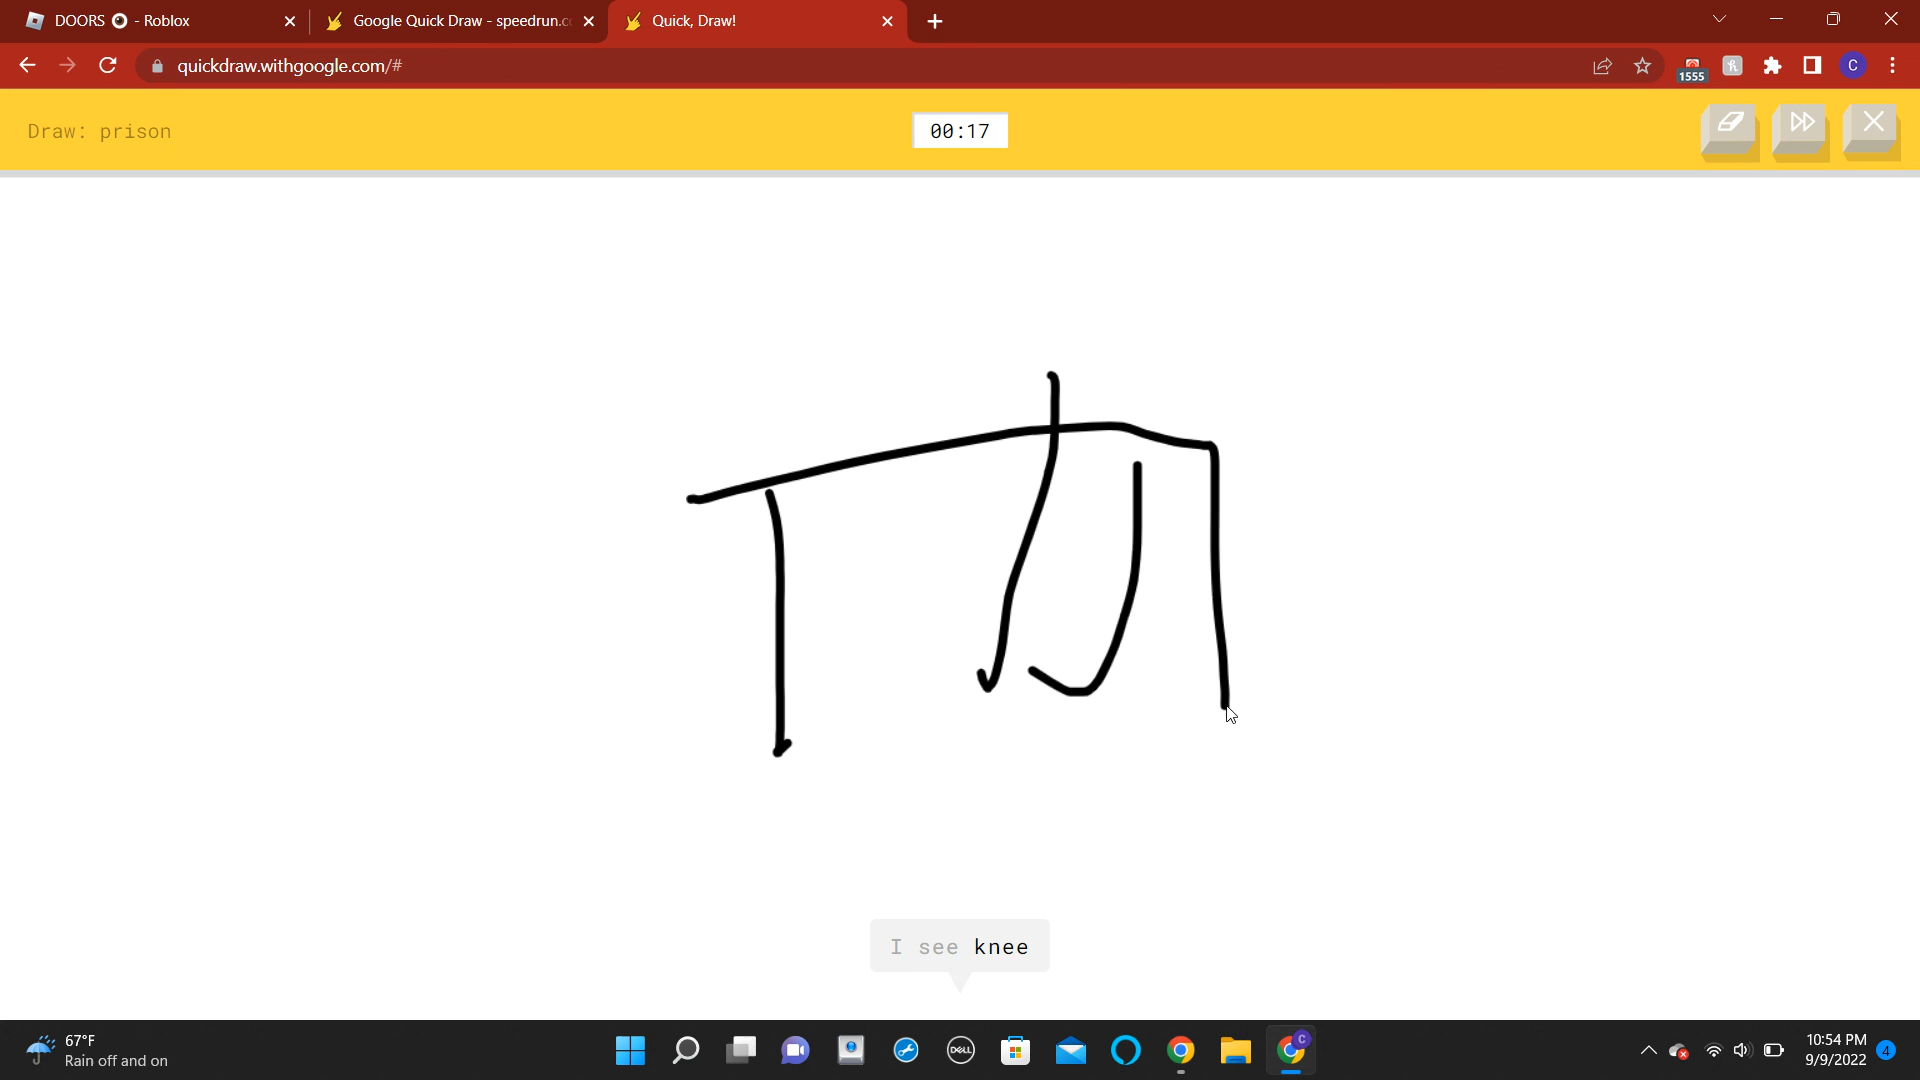 DOORS - Roblox
Google Quick Draw - speedrun.c
Quick, Draw!
quickdraw.withgoogle.com/#
1555
C
Draw: prison
00:17
I see knee
67°F
Rain off and on
DELL
C
10:54 PM
9/9/2022
4